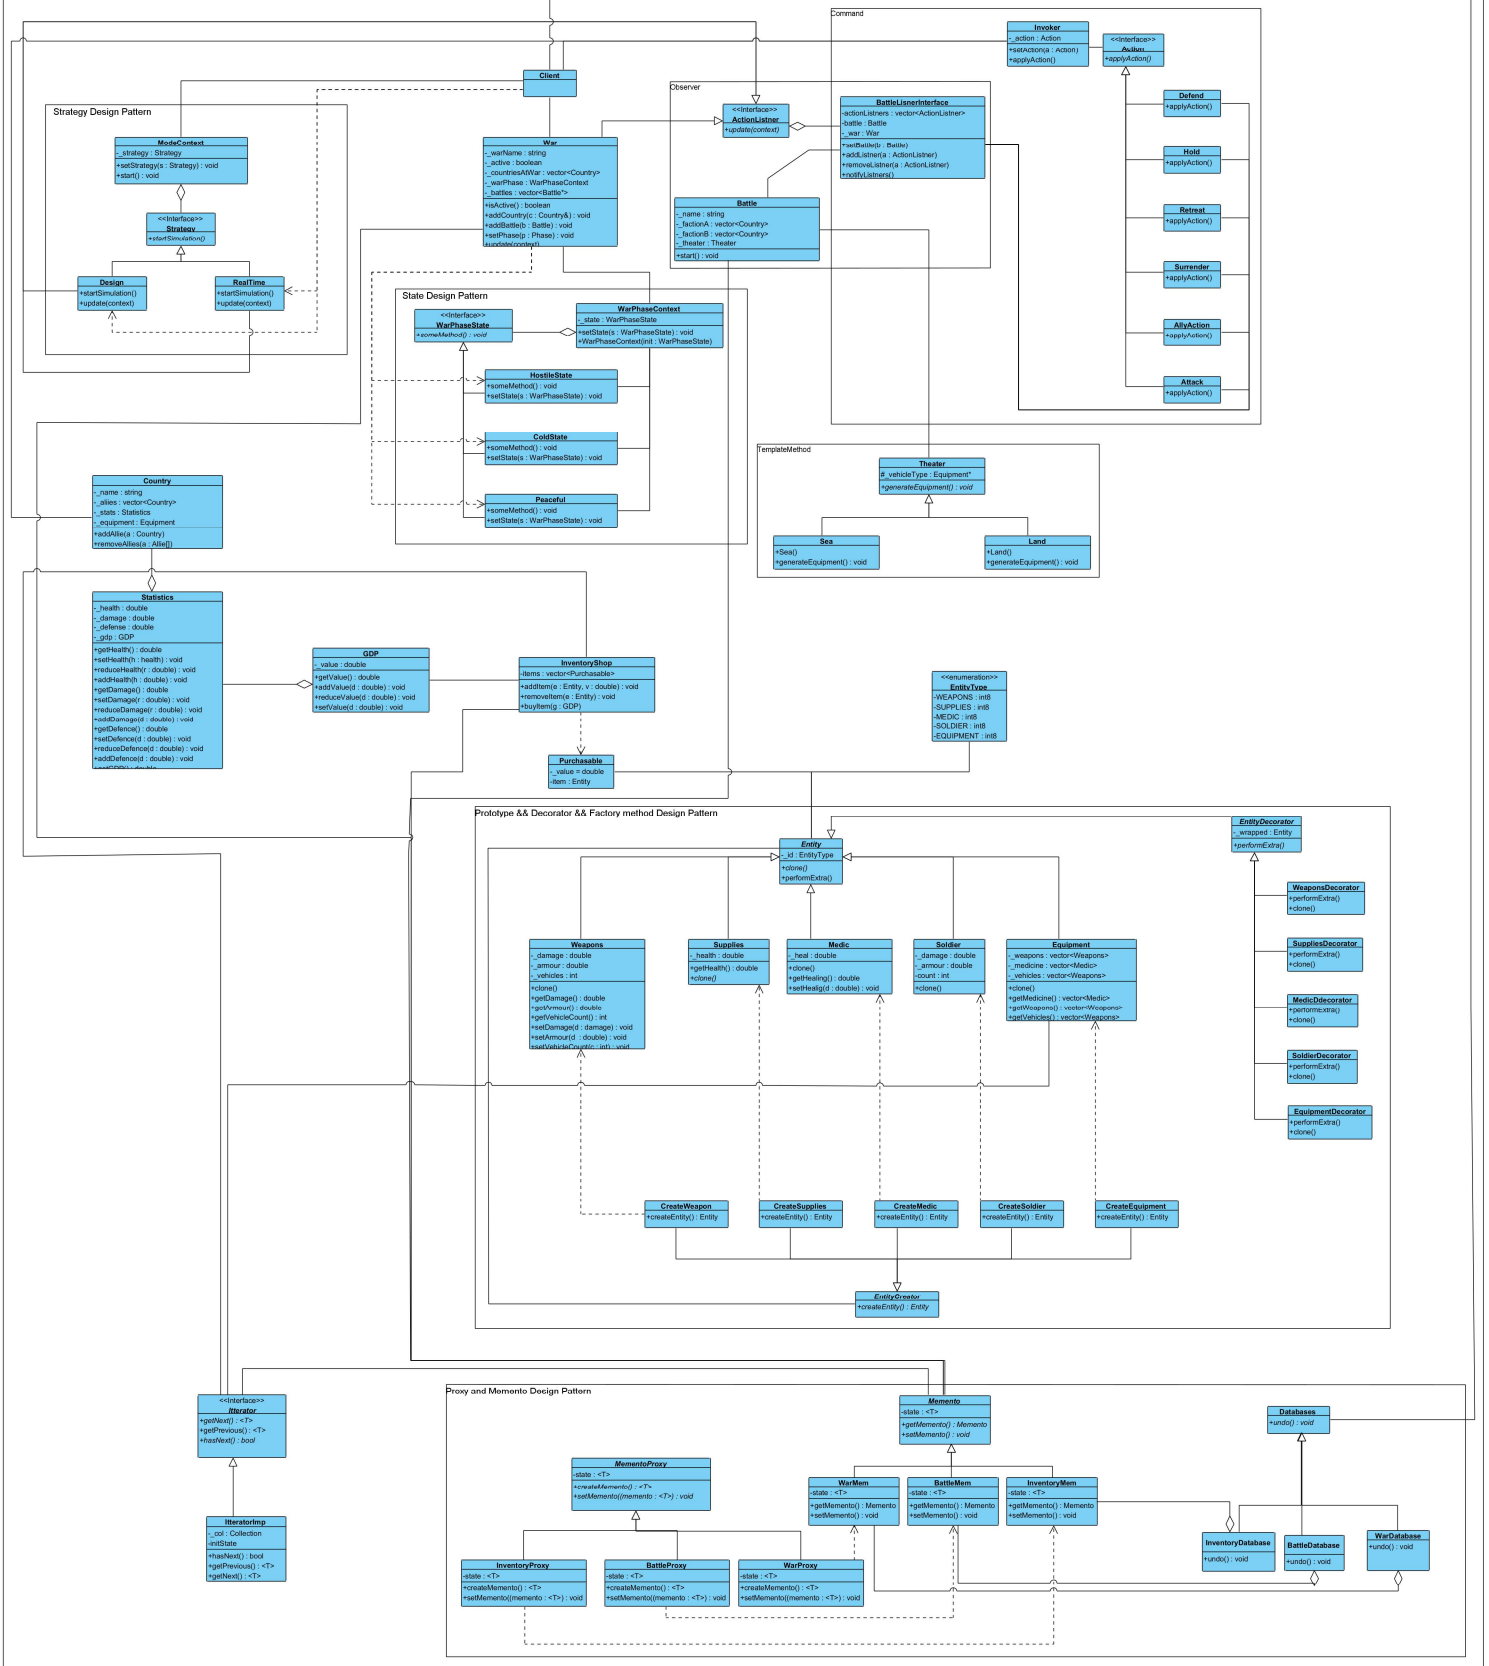 Command
Invoker
-_action : Action
+setAction(a : Action)
+applyAction()
<<Interface>>
+applyAction()
Defend
+applyAction()
Hold
+applyAction()
Retreat
+applyAction()
Surrender
+applyAction()
AllyAction
+applyAction()
Attack
+applyAction()
Client
Observer
<<Interface>>
ActionListner
+update(context)
BattleLisnerInterface
-actionListners : vector<ActionListner>
-battle : Battle
-_war : War
+setBattle(b : Battle)
+addListner(a : ActionListner)
+removeListner(a : ActionListner)
+notifyListners()
Battle
-_name : string
-_factionA : vector<Country>
-_factionB : vector<Country>
-_theater : Theater
+start() : void
Strategy Design Pattern
ModeContext
-_strategy : Strategy
+setStrategy(s : Strategy) : void
+start() : void
<<Interface>>
Strategy
+startSimulation()
Design
+startSimulation()
+update(context)
RealTime
+startSimulation()
+update(context)
War
-_warName : string
-_active : boolean
-_countriesAtWar : vector<Country>
-_warPhase : WarPhaseContext
-_battles : vector<Battle*>
+isActive() : boolean
+addCountry(c : Country&) : void
+addBattle(b : Battle) : void
+setPhase(p : Phase) : void
+update(context)
State Design Pattern
<<Interface>>
WarPhaseState
+someMethod() : void
WarPhaseContext
-_state : WarPhaseState
+setState(s : WarPhaseState) : void
+WarPhaseContext(init : WarPhaseState)
HostileState
+someMethod() : void
+setState(s : WarPhaseState) : void
ColdState
+someMethod() : void
+setState(s : WarPhaseState) : void
Peaceful
+someMethod() : void
+setState(s : WarPhaseState) : void
TemplateMethod
Theater
#_vehicleType : Equipment*
+generateEquipment() : void
Sea
+Sea()
+generateEquipment() : void
Land
+Land()
+generateEquipment() : void
Country
-_name : string
-_allies : vector<Country>
-_stats : Statistics
-_equipment : Equipment
+addAllie(a : Country)
+removeAllies(a : Allie[])
Statistics
-_health : double
-_damage : double
-_defense : double
-_gdp : GDP
+getHealth() : double
+setHealth(h : health) : void
+reduceHealth(r : double) : void
+addHealth(h : double) : void
+getDamage() : double
+setDamage(r : double) : void
+reduceDamage(r : double) : void
+addDamage(d : double) : void
+getDefence() : double
+setDefence(d : double) : void
+reduceDefence(d : double) : void
+addDefence(d : double) : void
+getGDP() : double
GDP
-_value : double
+getValue() : double
+addValue(d : double) : void
+reduceValue(d : double) : void
+setValue(d : double) : void
InventoryShop
-items : vector<Purchasable>
+addItem(e : Entity, v : double) : void
+removeItem(e : Entity) : void
+buyItem(g : GDP)
Purchasable
-_value = double
-item : Entity
<<enumeration>>
EntityType
-WEAPONS : int8
-SUPPLIES : int8
-MEDIC : int8
-SOLDIER : int8
-EQUIPMENT : int8
Prototype && Decorator && Factory method Design Pattern
Entity
-_id : EntityType
+clone()
+performExtra()
EntityDecorator
-_wrapped : Entity
+performExtra()
WeaponsDecorator
+performExtra()
+clone()
SuppliesDecorator
+performExtra()
+clone()
MedicDdecorator
+performExtra()
+clone()
SoldierDecorator
+performExtra()
+clone()
EquipmentDecorator
+performExtra()
+clone()
Weapons
-_damage : double
-_armour : double
-_vehicles : int
+clone()
+getDamage() : double
+getArmour() : double
+getVehicleCount() : int
+setDamage(d : damage) : void
+setArmour(d : double) : void
+setVehicleCount(c : int) : void
Supplies
-_health : double
+getHealth() : double
+clone()
Medic
-_heal : double
+clone()
+getHealing() : double
+setHealig(d : double) : void
Soldier
-_damage : double
-_armour : double
-count : int
+clone()
Equipment
-_weapons : vector<Weapons>
-_medicine : vector<Medic>
-_vehicles : vector<Weapons>
+clone()
+getMedicine() : vector<Medic>
+getWeapons() : vector<Weapons>
+getVehicles() : vector<Weapons>
CreateWeapon
+createEntity() : Entity
CreateSupplies
+createEntity() : Entity
CreateMedic
+createEntity() : Entity
CreateSoldier
+createEntity() : Entity
CreateEquipment
+createEntity() : Entity
EntityCreator
+createEntity() : Entity
<<Interface>>
Itterator
+getNext() : <T>
+getPrevious() : <T>
+hasNext() : bool
ItteratorImp
-_col : Collection
-initState
+hasNext() : bool
+getPrevious() : <T>
+getNext() : <T>
Proxy and Memento Design Pattern
Memento
-state : <T>
+getMemento() : Memento
+setMemento() : void
Databases
+undo() : void
MementoProxy
-state : <T>
+createMemento() : <T>
+setMemento((memento : <T>) : void
WarMem
-state : <T>
+getMemento() : Memento
+setMemento() : void
BattleMem
-state : <T>
+getMemento() : Memento
+setMemento() : void
InventoryMem
-state : <T>
+getMemento() : Memento
+setMemento() : void
InventoryDatabase
+undo() : void
BattleDatabase
+undo() : void
WarDatabase
+undo() : void
InventoryProxy
-state : <T>
+createMemento() : <T>
+setMemento((memento : <T>) : void
BattleProxy
-state : <T>
+createMemento() : <T>
+setMemento((memento : <T>) : void
WarProxy
-state : <T>
+createMemento() : <T>
+setMemento((memento : <T>) : void